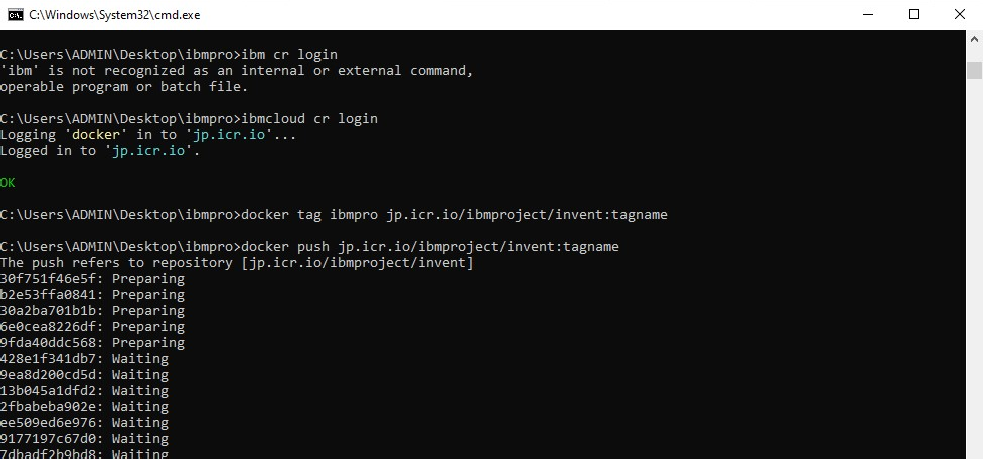 C:\Windows\System32\cmd.exe
C:\Users\ADMIN\Desktop\ibmpro>ibm cr login
'ibm' is not recognized as an internal or external command,
operable program or batch file.
C:\Users\ADMIN\Desktop\ibmpro>ibmcloud cr login
Logging 'docker' in to 'jp.icr.io'...
Logged in to 'jp.icr.io'.
OK
C:\Users\ADMIN\Desktop\ibmpro>docker tag ibmpro jp.icr.io/ibmproject/invent:tagname
C:\Users\ADMIN\Desktop\ibmpro>docker push jp.icr.io/ibmproject/invent:tagname
The push refers to repository [jp.icr.io/ibmproject/invent]
30f751f46e5f: Preparing
b2e53ffa0841: Preparing
30a2ba701b1b: Preparing
6e0cea8226df: Preparing
9fda40ddc568: Preparing
428e1f341db7: Waiting
9ea8d200cd5d: Waiting
13b045a1dfd2: Waiting
2fbabeba902e: Waiting
ee509ed6e976: Waiting
9177197c67d0: Waiting
7dbadf2b9bd8: Waiting